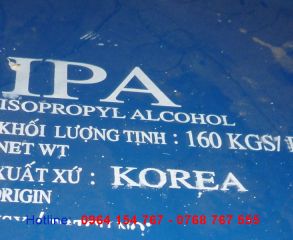 IPA
ISOPROPYL ALCOHOL
KHỐI LƯỢNG TỊNH : 160 KGS/
NET WT
XUẤT XỨ : KOREA
ORIGIN
Hotline : 0964 154 767 - 0768 767 595